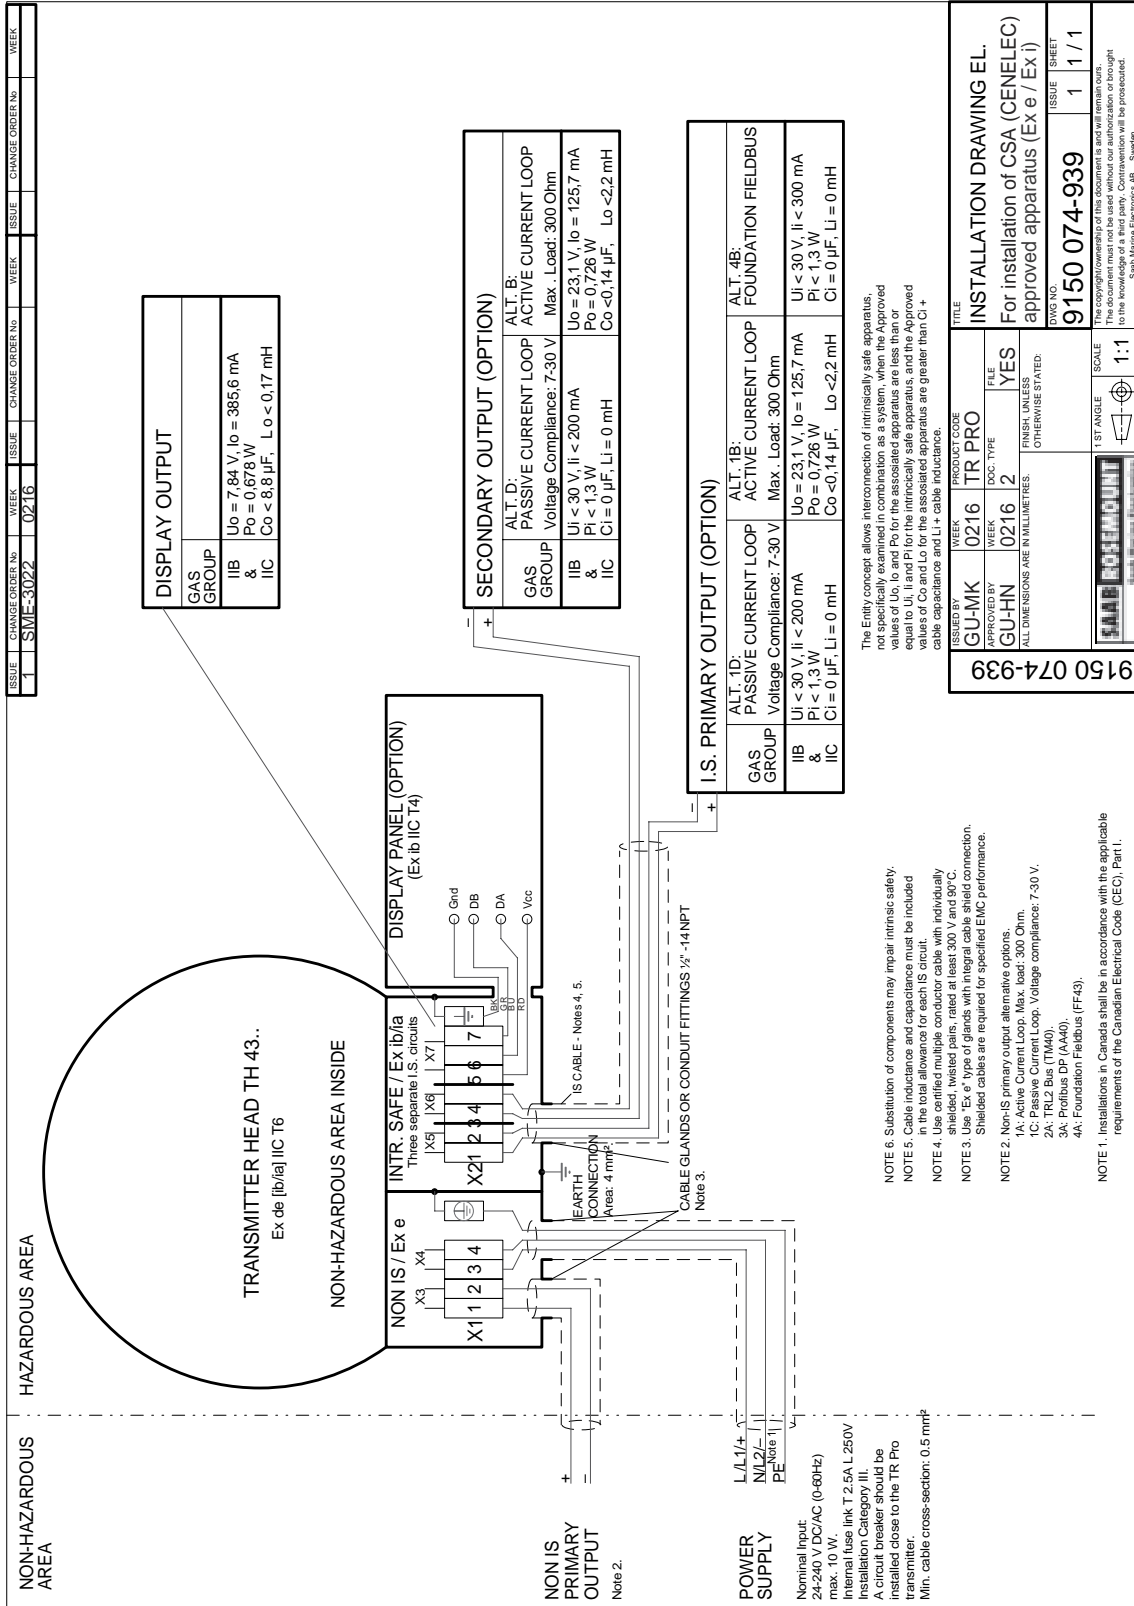 NON-HAZARDOUS
AREA
HAZARDOUS AREA
ISSUE CHANGE ORDER No WEEK ISSUE CHANGE ORDER No WEEK ISSUE CHANGE ORDER No WEEK
1 SME-3022 0216
TRANSMITTER HEAD TH 43..
Ex de [ib/ia] IIC T6
NON-HAZARDOUS AREA INSIDE
DISPLAY OUTPUT
GAS
GROUP
IIB
&
IIC
Uo = 7,84 V, Io = 385,6 mA
Po = 0,678 W
Co < 8,8 µF, Lo < 0,17 mH
NON IS / Ex e
X3 X4
X1 1 2 3 4
INTR. SAFE / Ex ib/ia
Three separate I.S. circuits
X5 X6 X7
X2 1 2 3 4 5 6 7
DISPLAY PANEL (OPTION)
(Ex ib IIC T4)
BK
GR
BU
RD
Gnd
DB
DA
Vcc
SECONDARY OUTPUT (OPTION)
– +
GAS
GROUP
IIB
&
IIC
ALT. D:
PASSIVE CURRENT LOOP
Voltage Compliance: 7-30 V
Ui < 30 V, Ii < 200 mA
Pi < 1,3 W
Ci = 0 µF, Li = 0 mH
ALT. B:
ACTIVE CURRENT LOOP
Max . Load: 300 Ohm
Uo = 23,1 V, Io = 125,7 mA
Po = 0,726 W
Co <0,14 µF, Lo <2,2 mH
EARTH
CONNECTION
Area: 4 mm²
IS CABLE - Notes 4, 5.
CABLE GLANDS OR CONDUIT FITTINGS ½" -14 NPT
Note 3.
I.S. PRIMARY OUTPUT (OPTION)
– +
GAS
GROUP
IIB
&
IIC
ALT. 1D:
PASSIVE CURRENT LOOP
Voltage Compliance: 7-30 V
Ui < 30 V, Ii < 200 mA
Pi < 1,3 W
Ci = 0 µF, Li = 0 mH
ALT. 1B:
ACTIVE CURRENT LOOP
Max . Load: 300 Ohm
Uo = 23,1 V, Io = 125,7 mA
Po = 0,726 W
Co <0,14 µF, Lo <2,2 mH
ALT. 4B:
FOUNDATION FIELDBUS
Ui < 30 V, Ii < 300 mA
Pi < 1,3 W
Ci = 0 µF, Li = 0 mH
+
–
NON IS
PRIMARY
OUTPUT
Note 2.
L/L1/+
N/L2/–
PE
Note 1
POWER
SUPPLY
Nominal Input:
24-240 V DC/AC (0-60Hz)
max. 10 W.
Internal fuse link T 2.5A L 250V
Installation Category III.
A circuit breaker should be
installed close to the TR Pro
transmitter.
Min. cable cross-section: 0.5 mm²
The Entity concept allows interconnection of intrinsically safe apparatus,
not specifically examined in combination as a system, when the Approved
values of Uo, Io and Po for the assosiated apparatus are less than or
equal to Ui, Ii and Pi for the intrincically safe apparatus, and the Approved
values of Co and Lo for the assosiated apparatus are greater than Ci +
cable capacitance and Li + cable inductance.
NOTE 6. Substitution of components may impair intrinsic safety.
NOTE 5. Cable inductance and capacitance must be included
in the total allowance for each IS circuit.
NOTE 4. Use certified multiple conductor cable with individually
shielded, twisted pairs, rated at least 300 V and 90°C.
NOTE 3. Use "Ex e" type of glands with integral cable shield connection.
Shielded cables are required for specified EMC performance.
NOTE 2. Non-IS primary output alternative options.
1A: Active Current Loop. Max. load: 300 Ohm.
1C: Passive Current Loop. Voltage compliance: 7-30 V.
2A: TRL2 Bus (TM40).
3A: Profibus DP (AA40).
4A: Foundation Fieldbus (FF43).
NOTE 1. Installations in Canada shall be in accordance with the applicable
requirements of the Canadian Electrical Code (CEC), Part I.
9150 074-939
ISSUED BY WEEK PRODUCT CODE
GU-MK 0216 TR PRO
APPROVED BY WEEK DOC. TYPE FILE
GU-HN 0216 2 YES
ALL DIMENSIONS ARE IN MILLIMETRES.
FINISH, UNLESS
OTHERWISE STATED:
TITLE
INSTALLATION DRAWING EL.
For installation of CSA (CENELEC)
approved apparatus (Ex e / Ex i)
DWG NO. ISSUE SHEET
9150 074-939 1 1 / 1
SAAB ROSEMOUNT
1 ST ANGLE SCALE
1:1
The copyright/ownership of this document is and will remain ours.
The document must not be used without our authorization or brought
to the knowledge of a third party. Contravention will be prosecuted.
Saab Marine Electronics AB, Sweden